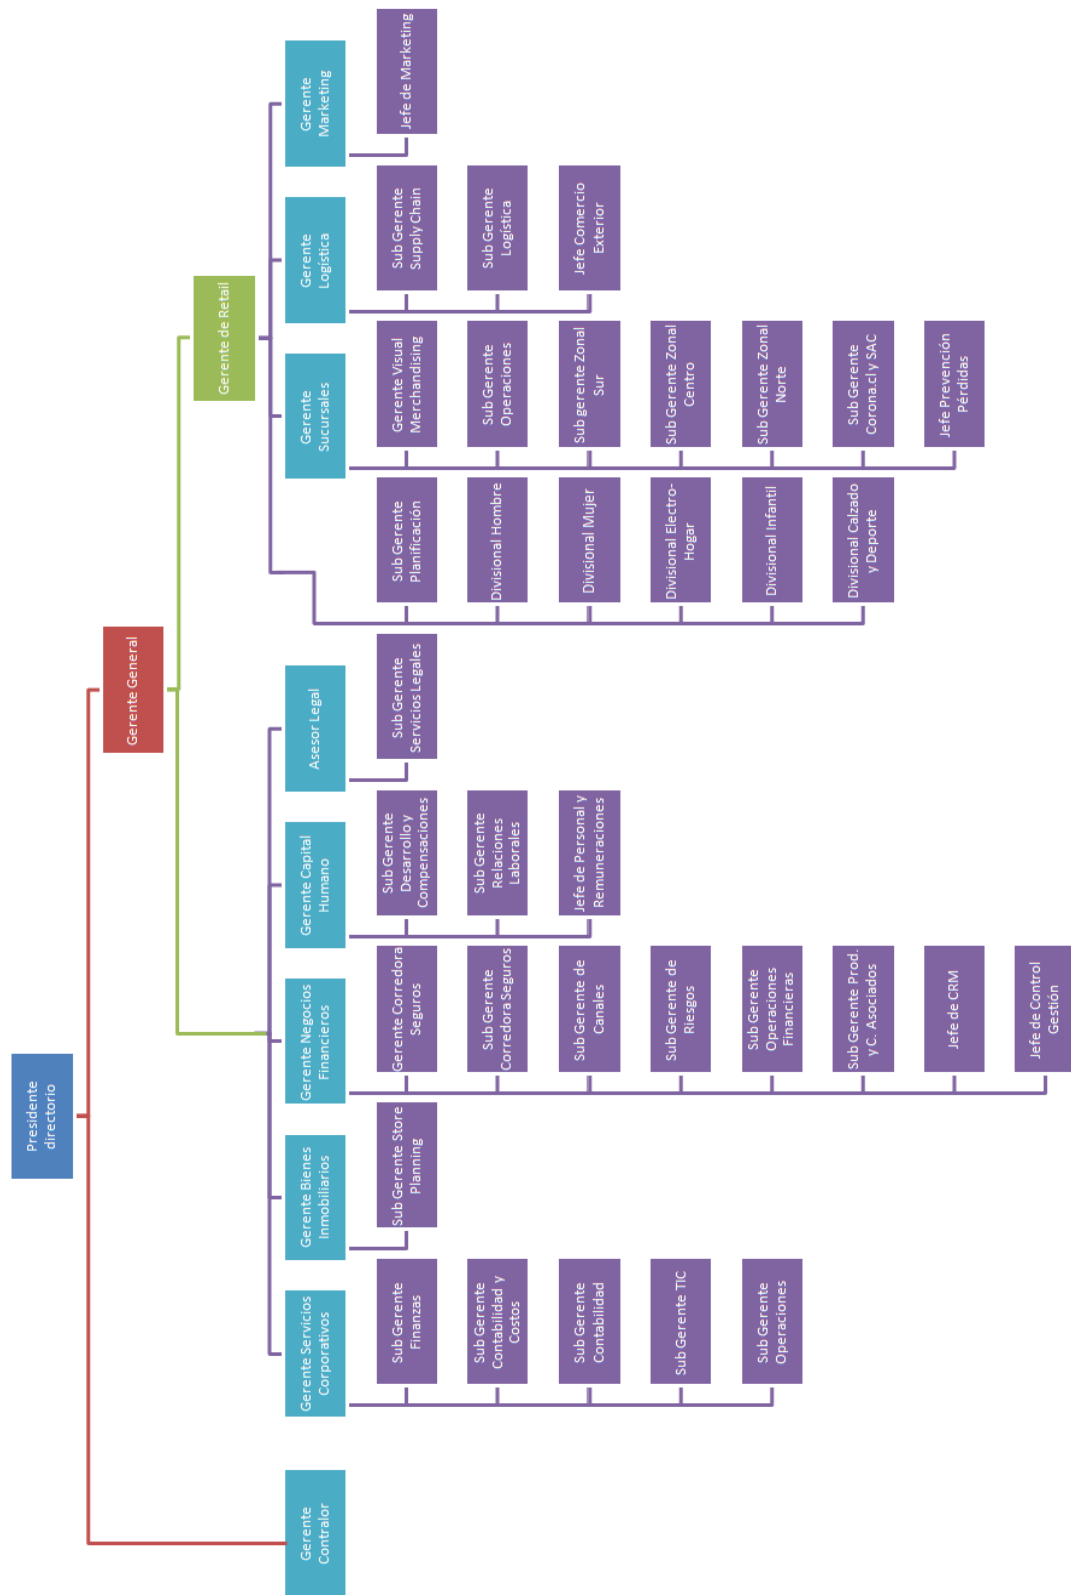 Presidente
directorio
Gerente
Contralor
Gerente General
Gerente Servicios
Corporativos
Sub Gerente
Finanzas
Sub Gerente
Contabilidad y
Costos
Sub Gerente
Contabilidad
Sub Gerente TIC
Sub Gerente
Operaciones
Gerente Bienes
Inmobiliarios
Sub Gerente Store
Planning
Gerente Negocios
Financieros
Gerente Corredora
Seguros
Sub Gerente
Corredora Seguros
Sub Gerente de
Canales
Sub Gerente de
Riesgos
Sub Gerente
Operaciones
Financieras
Sub Gerente Prod.
y C. Asociados
Jefe de CRM
Jefe de Control
Gestión
Gerente Capital
Humano
Sub Gerente
Desarrollo y
Compensaciones
Sub Gerente
Relaciones
Laborales
Jefe de Personal y
Remuneraciones
Asesor Legal
Sub Gerente
Servicios Legales
Gerente de Retail
Sub Gerente
Planificación
Divisional Hombre
Divisional Mujer
Divisional Electro-
Hogar
Divisional Infantil
Divisional Calzado
y Deporte
Gerente
Sucursales
Gerente Visual
Merchandising
Sub Gerente
Operaciones
Sub gerente Zonal
Sur
Sub Gerente Zonal
Centro
Sub Gerente Zonal
Norte
Sub Gerente
Corona.cl y SAC
Jefe Prevención
Pérdidas
Gerente
Logística
Sub Gerente
Supply Chain
Sub Gerente
Logística
Jefe Comercio
Exterior
Gerente
Marketing
Jefe de Marketing